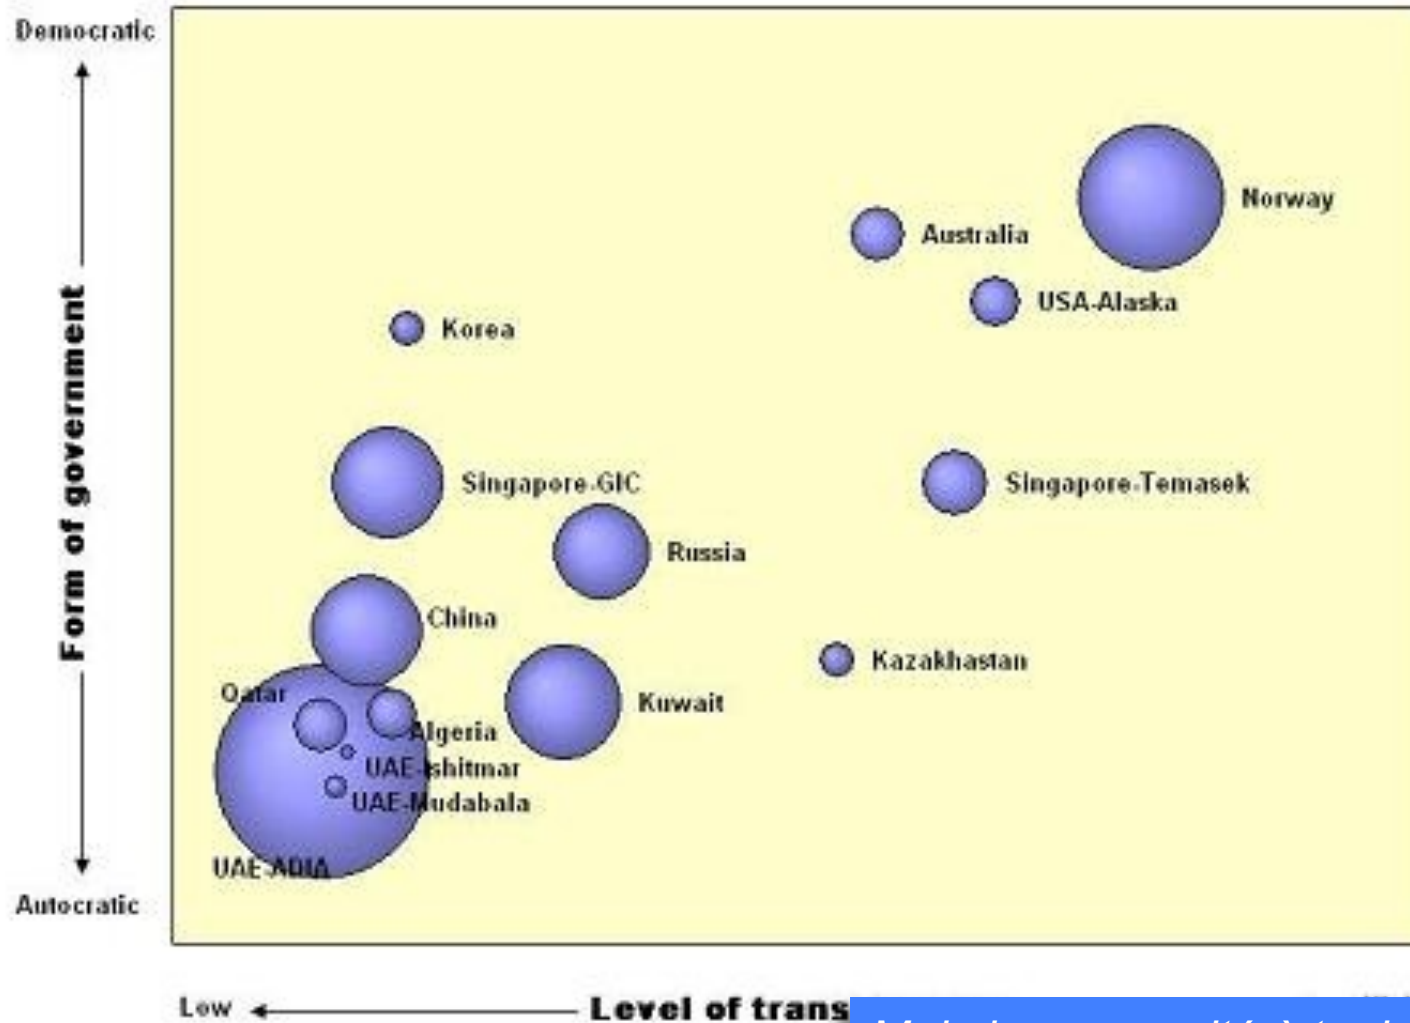 Democratic
Norway
Australia
USA-Alaska
Korea
Form of government
Singapore-GIC
Singapore-Temasek
Russia
China
Kazakhastan
Qatar
Kuwait
Algeria
UAE-Ishitmar
UAE-Mudabala
UAE-ADIA
Autocratic
Low
Level of trans